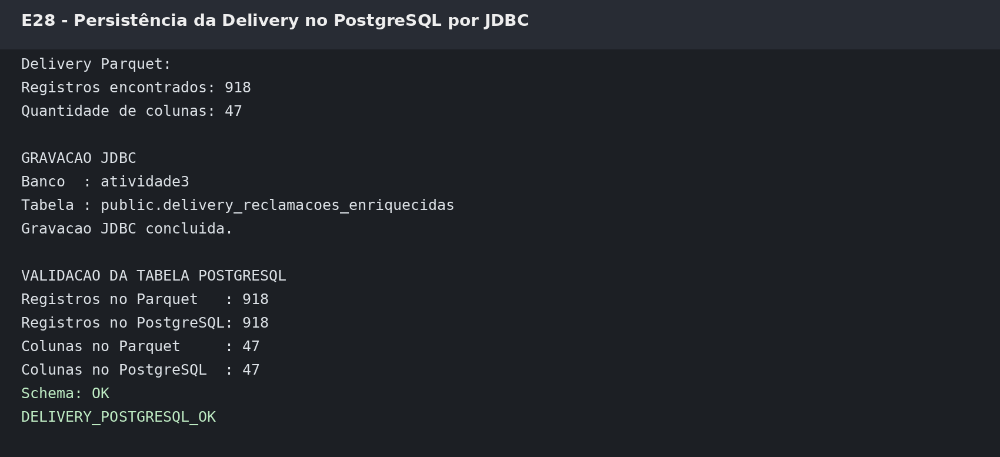 E28 - Persistência da Delivery no PostgreSQL por JDBC
Delivery Parquet:
Registros encontrados: 918
Quantidade de colunas: 47
GRAVACAO JDBC
Banco  : atividade3
Tabela : public.delivery_reclamacoes_enriquecidas
Gravacao JDBC concluida.
VALIDACAO DA TABELA POSTGRESQL
Registros no Parquet   : 918
Registros no PostgreSQL: 918
Colunas no Parquet     : 47
Colunas no PostgreSQL  : 47
Schema: OK
DELIVERY_POSTGRESQL_OK